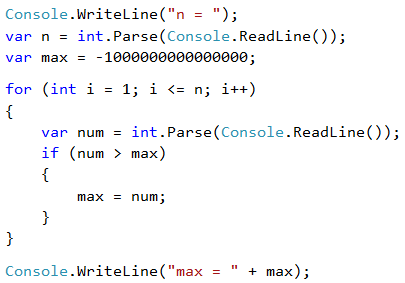 Console.WriteLine("n = ");
var n = int.Parse(Console.ReadLine());
var max = -1000000000000000;
for (int i = 1; i <= n; i++)
{
    var num = int.Parse(Console.ReadLine());
    if (num > max)
    {
        max = num;
    }
}
Console.WriteLine("max = " + max);